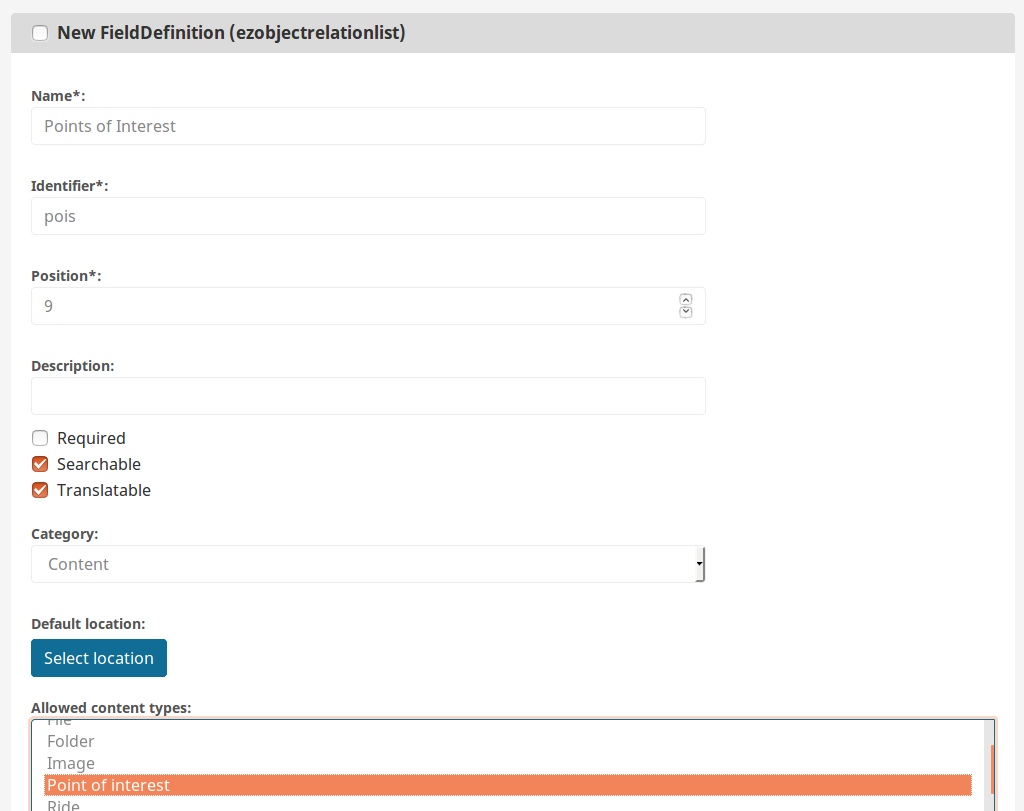 New FieldDefinition (ezobjectrelationlist)
Name*:
Points of Interest
Identifier*:
pois
Position*:
9
Description:
Required
Searchable
Translatable
Category:
Content
Default location:
Select location
Allowed content types:
File
Folder
Image
Point of interest
Ride